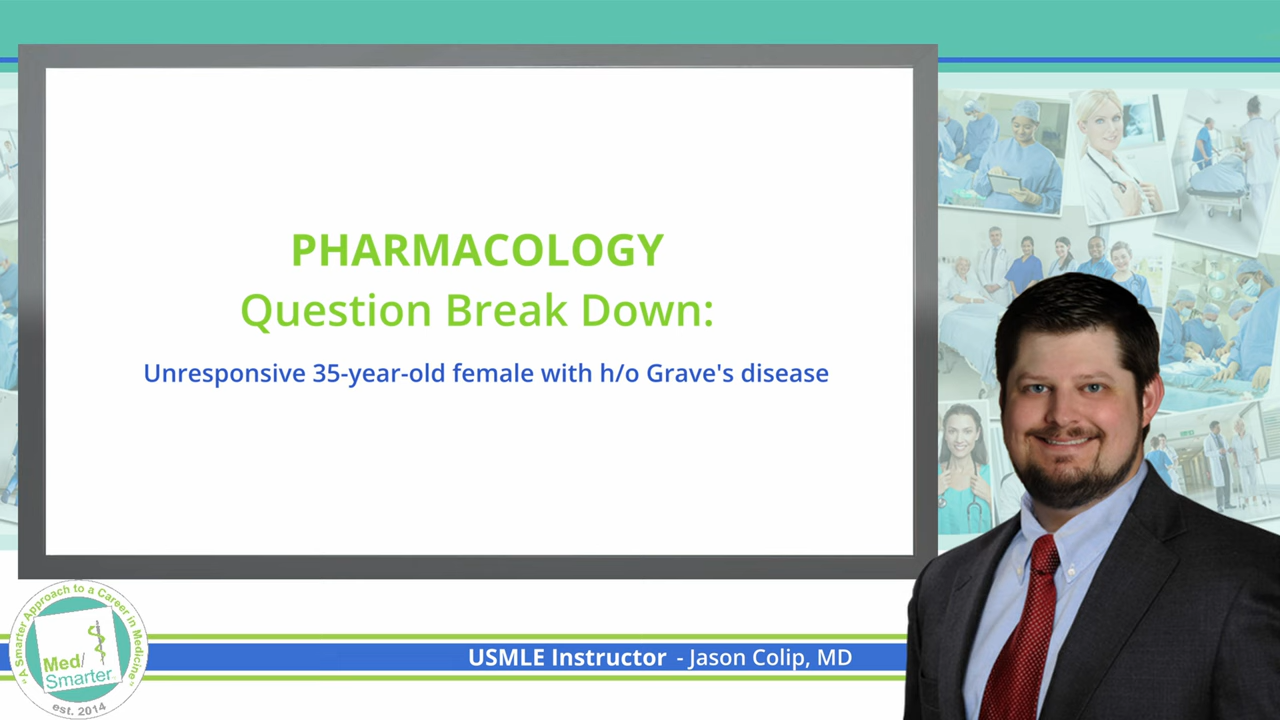 PHARMACOLOGY
Question Break Down:
Unresponsive 35-year-old female with h/o Grave's disease
USMLE Instructor - Jason Colip, MD
"A Smarter Approach to a Career in Medicine"
Med/
Smarter
est. 2014